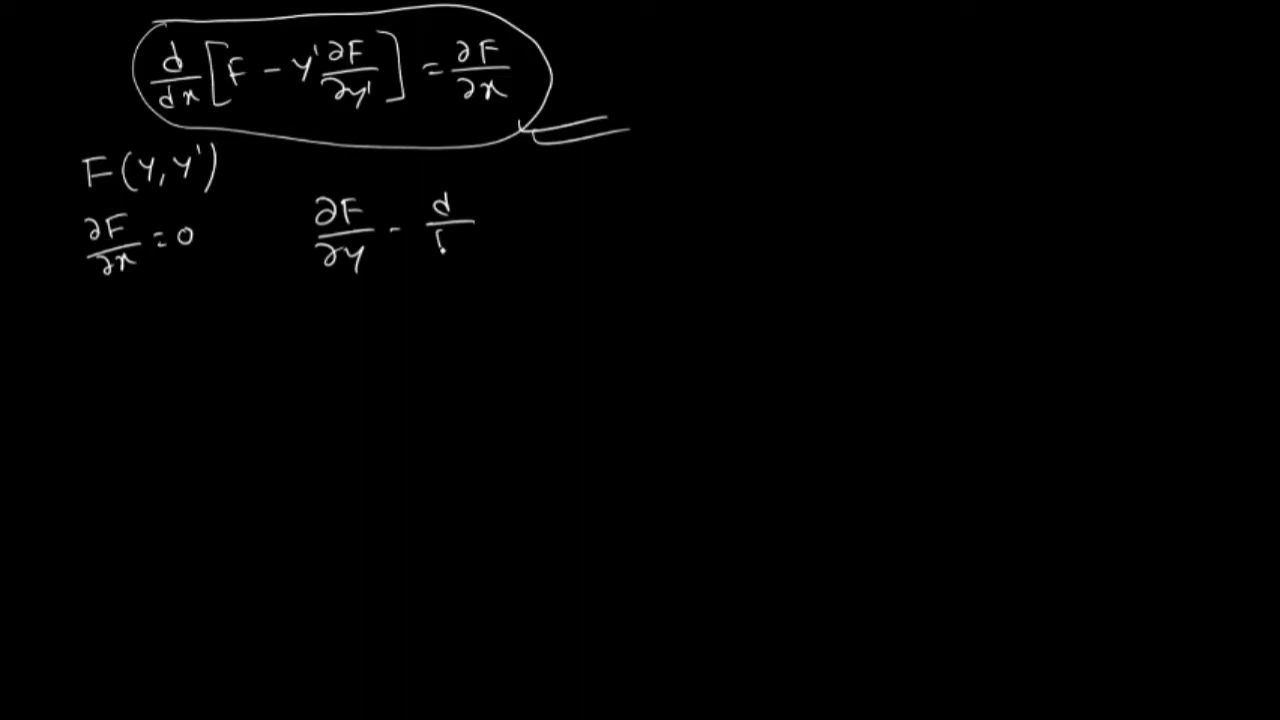 d/dx [F − y' ∂F/∂y'] = ∂F/∂x
F(y, y')
∂F/∂x = 0    ∂F/∂y - d/